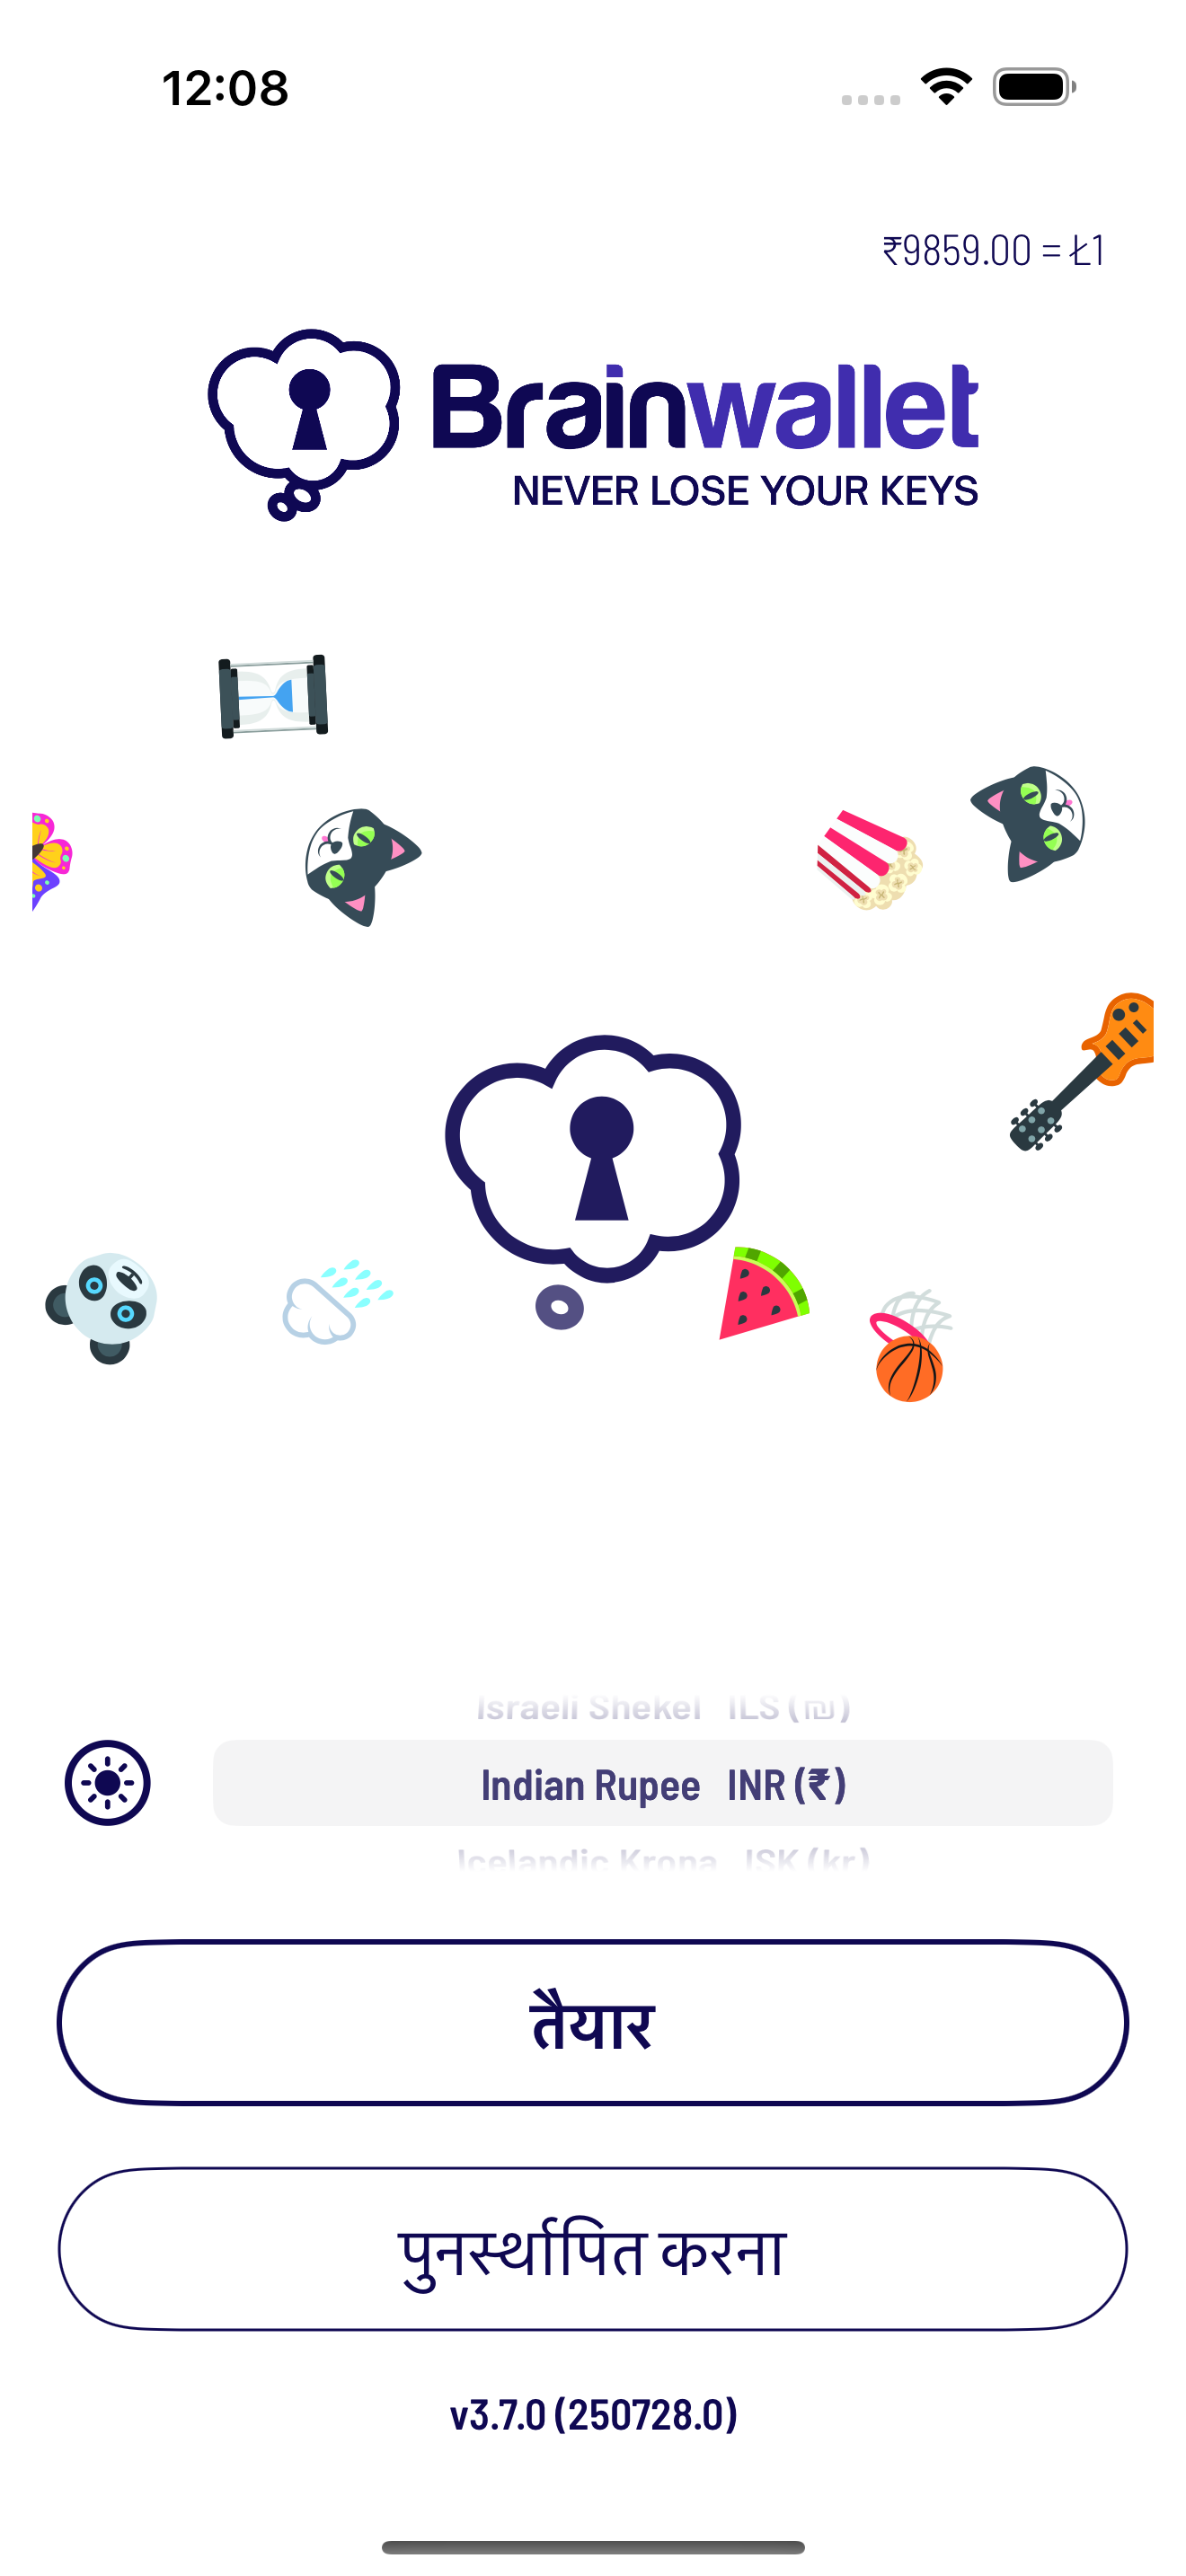 12:08
₹9859.00 = Ł1
Brainwallet
NEVER LOSE YOUR KEYS
Israeli Shekel ILS (₪)
Indian Rupee INR (₹)
Icelandic Krona ISK (kr)
तैयार
पुनर्स्थापित करना
v3.7.0 (250728.0)